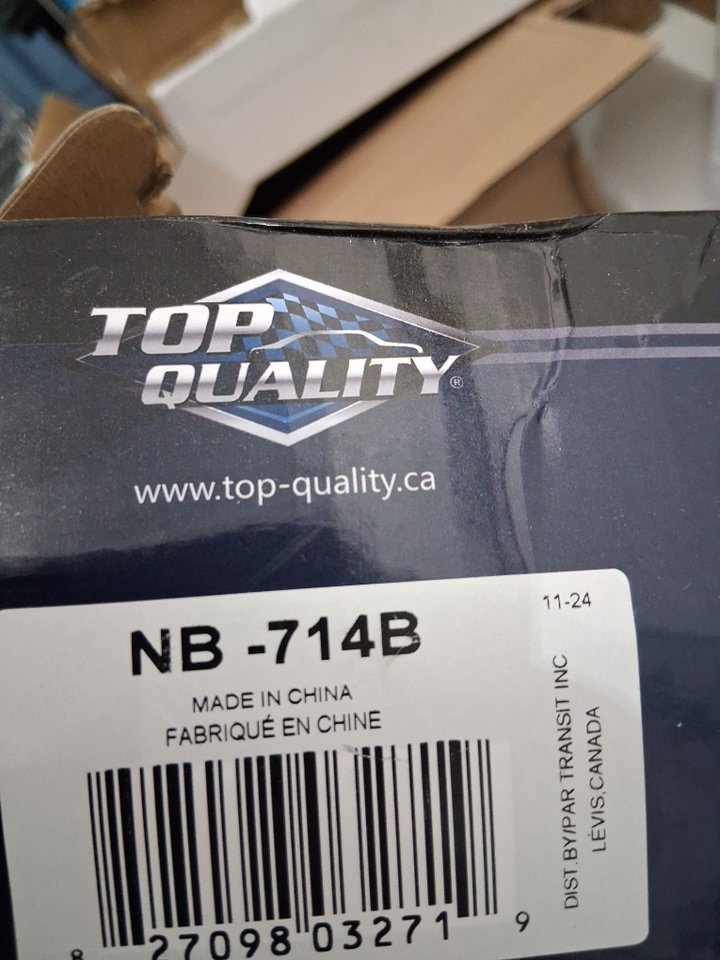 TOP
QUALITY®
www.top-quality.ca
11-24
NB -714B
MADE IN CHINA
FABRIQUÉ EN CHINE
DIST.BY/PAR TRANSIT INC
LÉVIS,CANADA
8 27098 03271 9